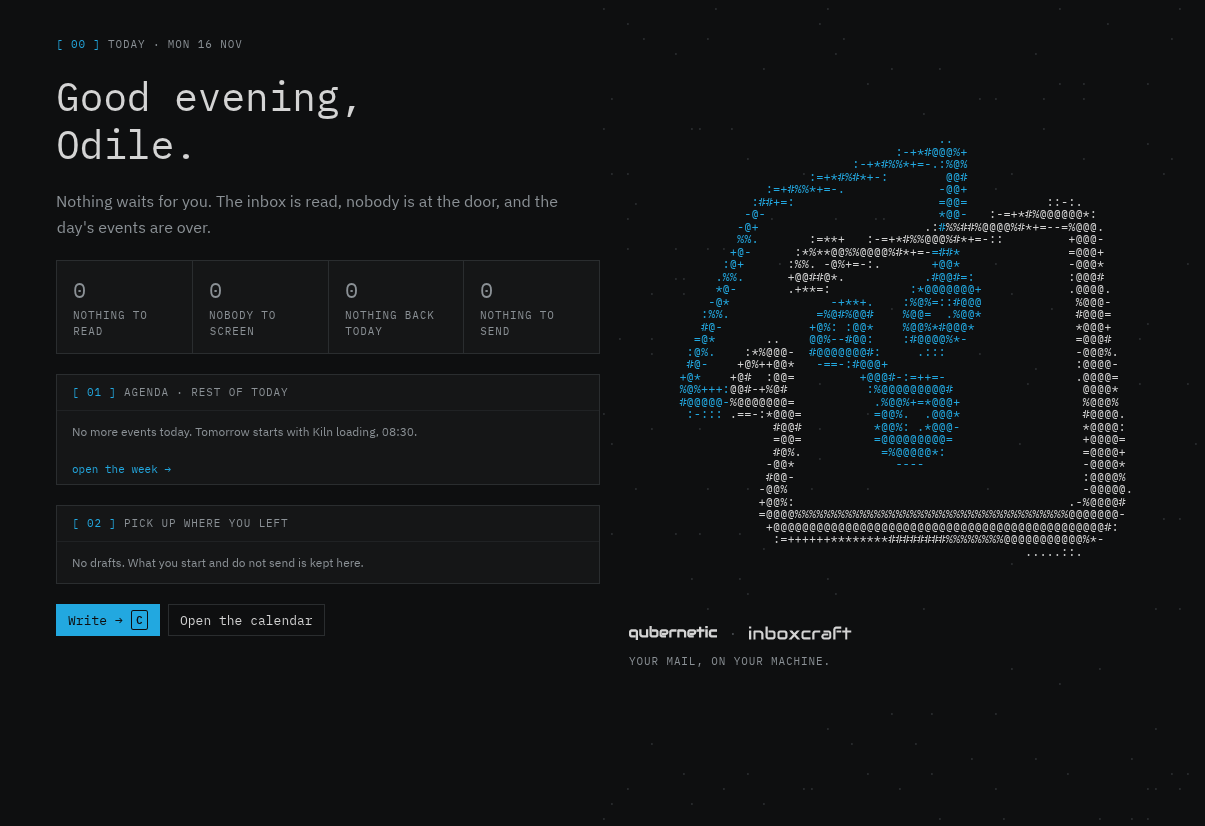 [ 00 ] TODAY · MON 16 NOV
Good evening,
Odile.
Nothing waits for you. The inbox is read, nobody is at the door, and the
day's events are over.
0
NOTHING TO
READ
0
NOBODY TO
SCREEN
0
NOTHING BACK
TODAY
0
NOTHING TO
SEND
[ 01 ] AGENDA · REST OF TODAY
No more events today. Tomorrow starts with Kiln loading, 08:30.
open the week →
[ 02 ] PICK UP WHERE YOU LEFT
No drafts. What you start and do not send is kept here.
Write → C
Open the calendar
qubernetic · inboxcraft
YOUR MAIL, ON YOUR MACHINE.